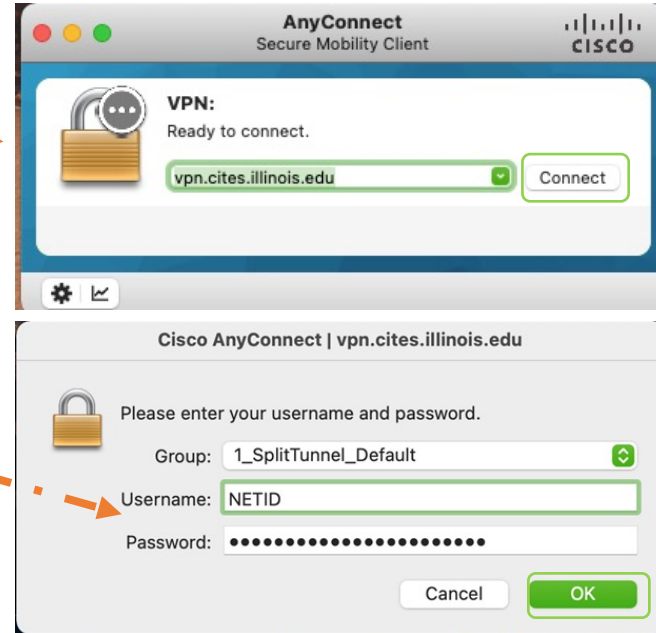 AnyConnect
Secure Mobility Client
CISCO
VPN:
Ready to connect.
vpn.cites.illinois.edu
Connect
Cisco AnyConnect | vpn.cites.illinois.edu
Please enter your username and password.
Group: 1_SplitTunnel_Default
Username: NETID
Password: ••••••••••••••••••••••••
Cancel OK